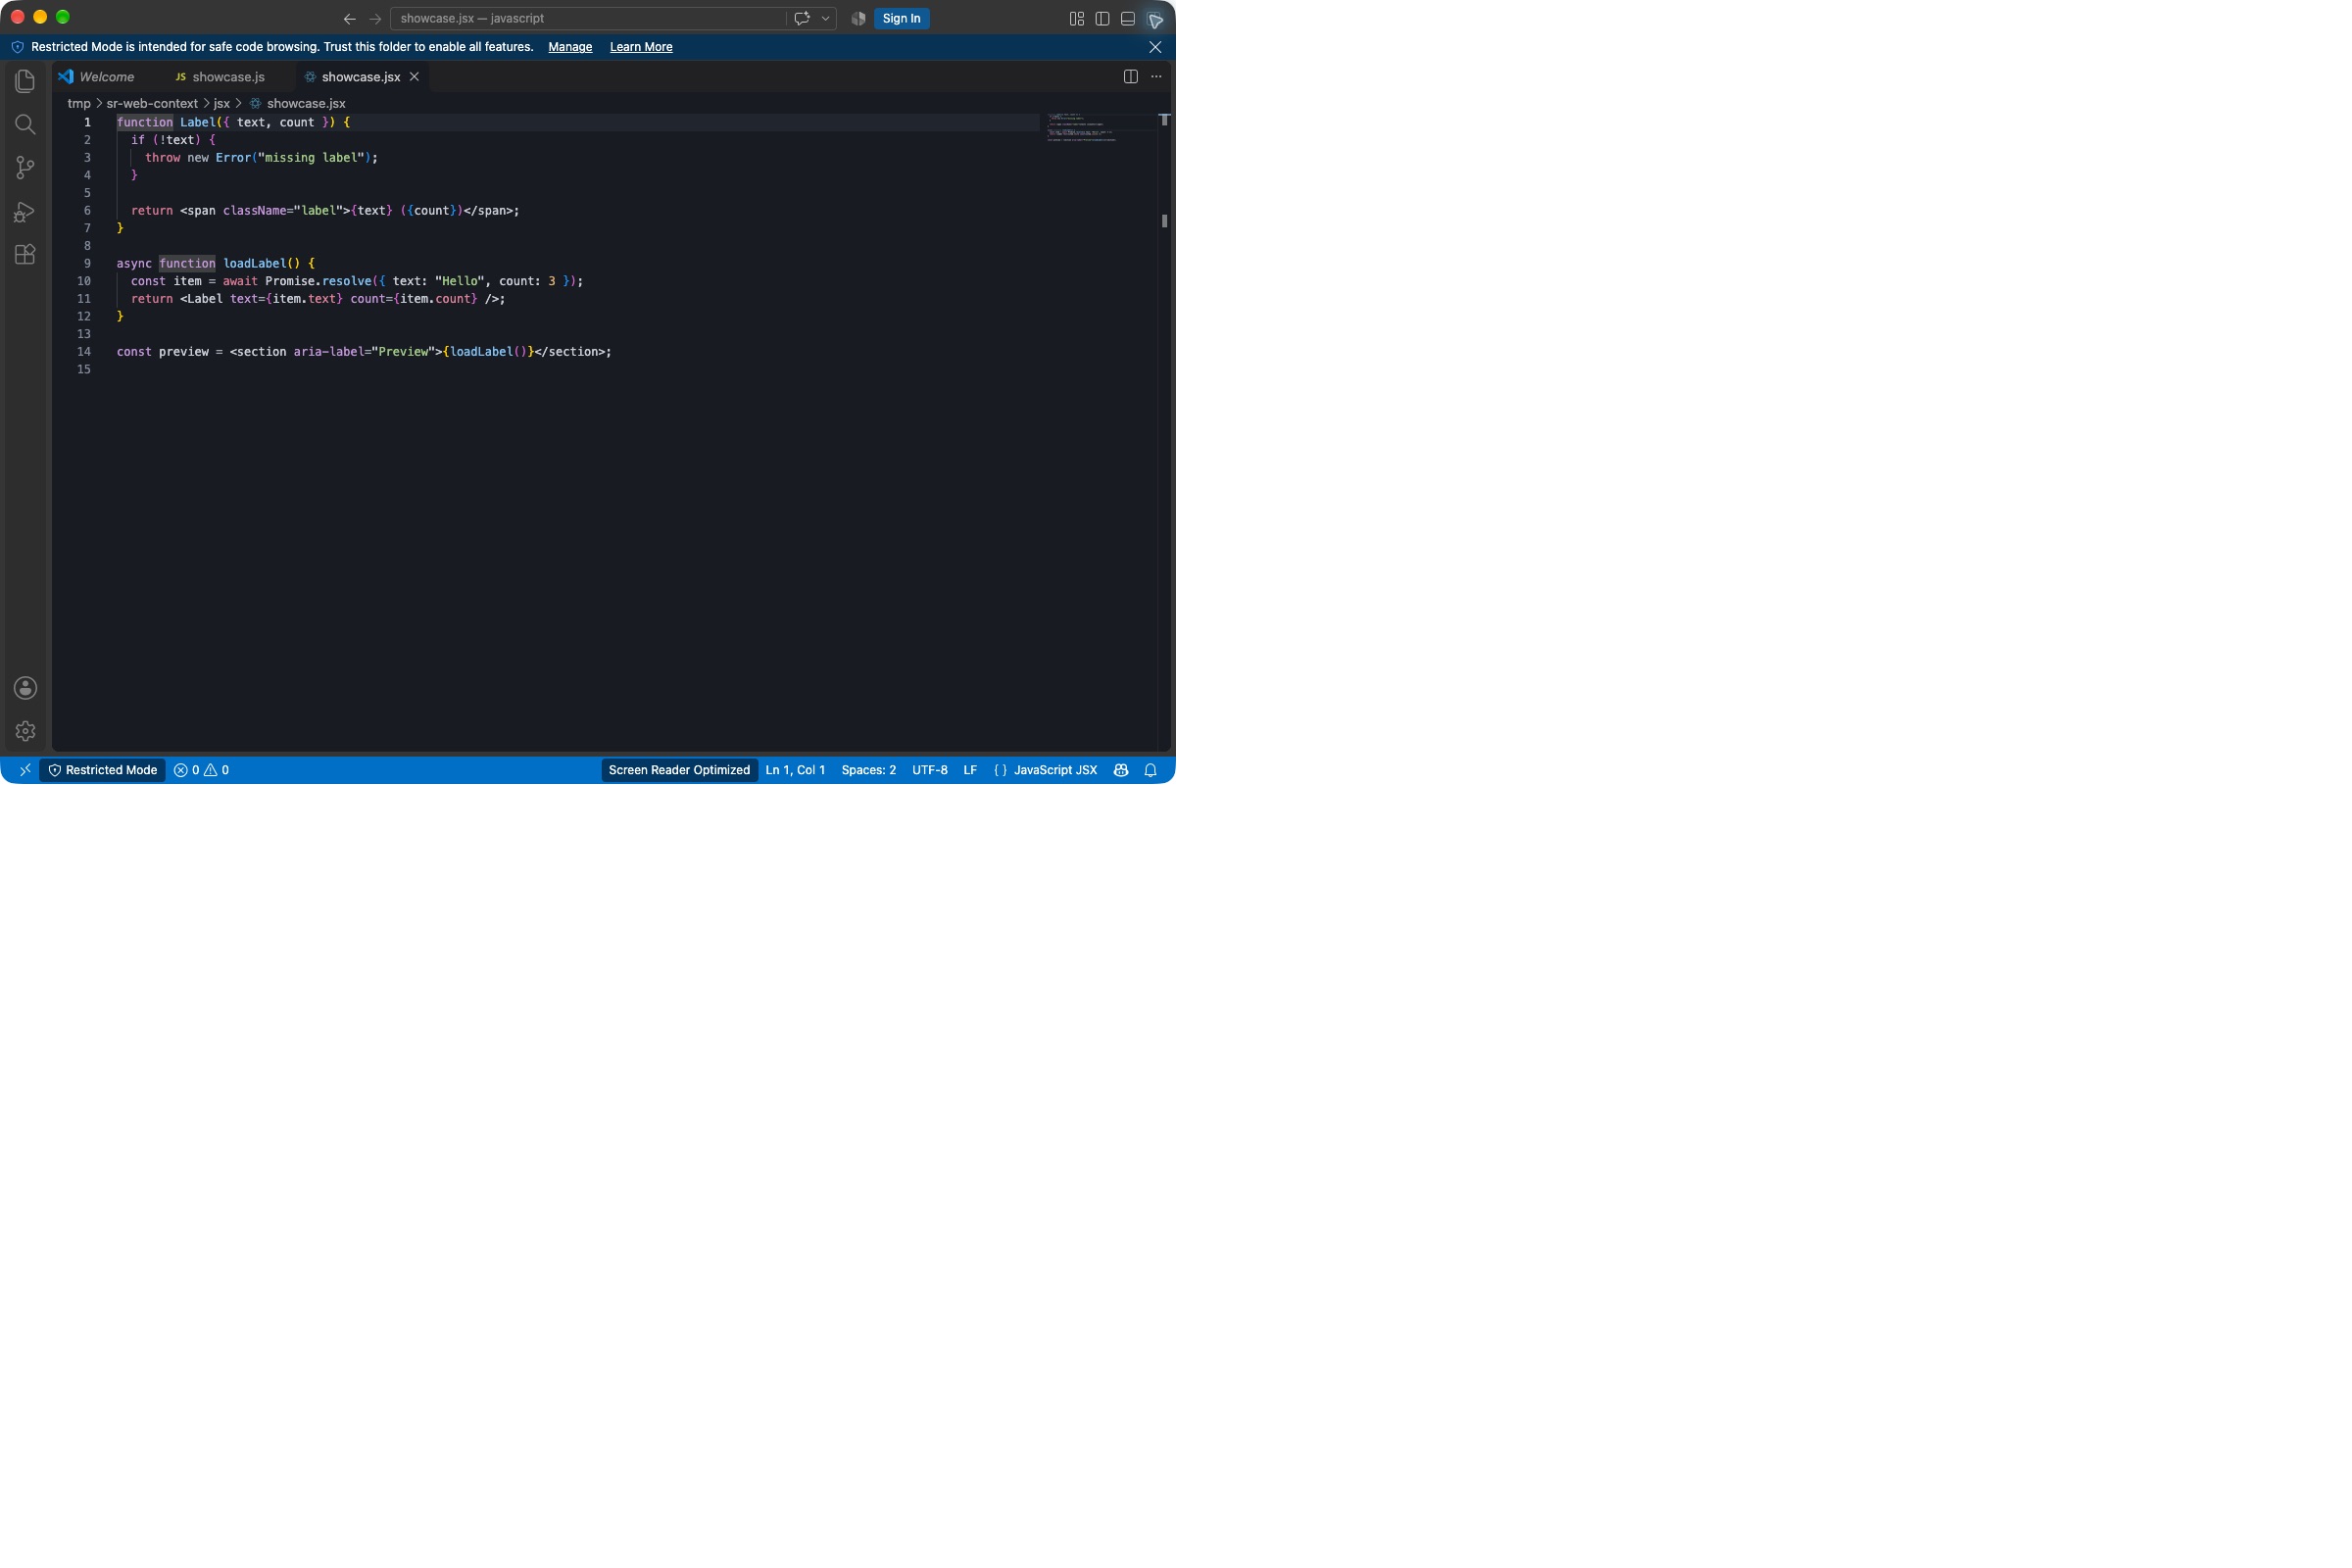 showcase.jsx — javascript
Sign In
Restricted Mode is intended for safe code browsing. Trust this folder to enable all features. Manage Learn More
Welcome JS showcase.js showcase.jsx
tmp > sr-web-context > jsx > showcase.jsx
1 function Label({ text, count }) {
2   if (!text) {
3     throw new Error("missing label");
4   }
5
6   return <span className="label">{text} ({count})</span>;
7 }
8
9 async function loadLabel() {
10   const item = await Promise.resolve({ text: "Hello", count: 3 });
11   return <Label text={item.text} count={item.count} />;
12 }
13
14 const preview = <section aria-label="Preview">{loadLabel()}</section>;
15
Restricted Mode 0 0 Screen Reader Optimized Ln 1, Col 1 Spaces: 2 UTF-8 LF { } JavaScript JSX